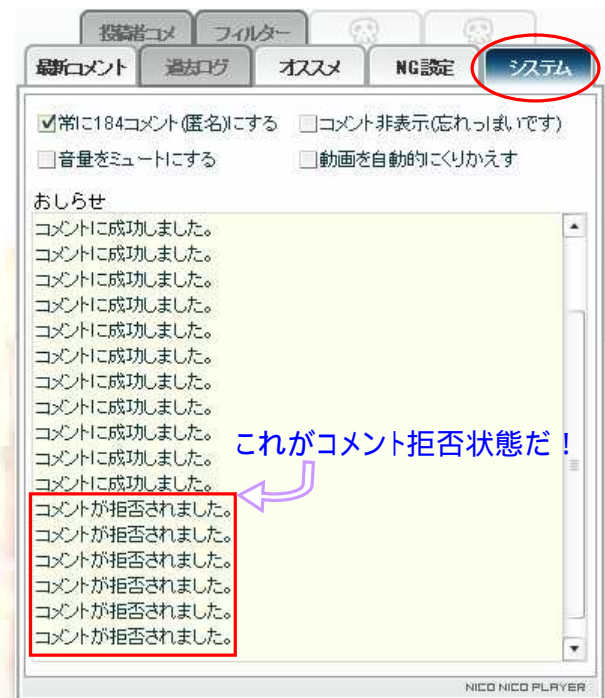 投稿者コメ フィルター
最新コメント 過去ログ オススメ NG設定 システム
常に184コメント(匿名)にする コメント非表示(忘れっぽいです)
音量をミュートにする 動画を自動的にくりかえす
おしらせ
コメントに成功しました。
コメントに成功しました。
コメントに成功しました。
コメントに成功しました。
コメントに成功しました。
コメントに成功しました。
コメントに成功しました。
コメントに成功しました。
コメントに成功しました。
これがコメント拒否状態だ！
コメントに成功しました。
コメントに成功しました。
コメントが拒否されました。
コメントが拒否されました。
コメントが拒否されました。
コメントが拒否されました。
コメントが拒否されました。
コメントが拒否されました。
NICO NICO PLAYER